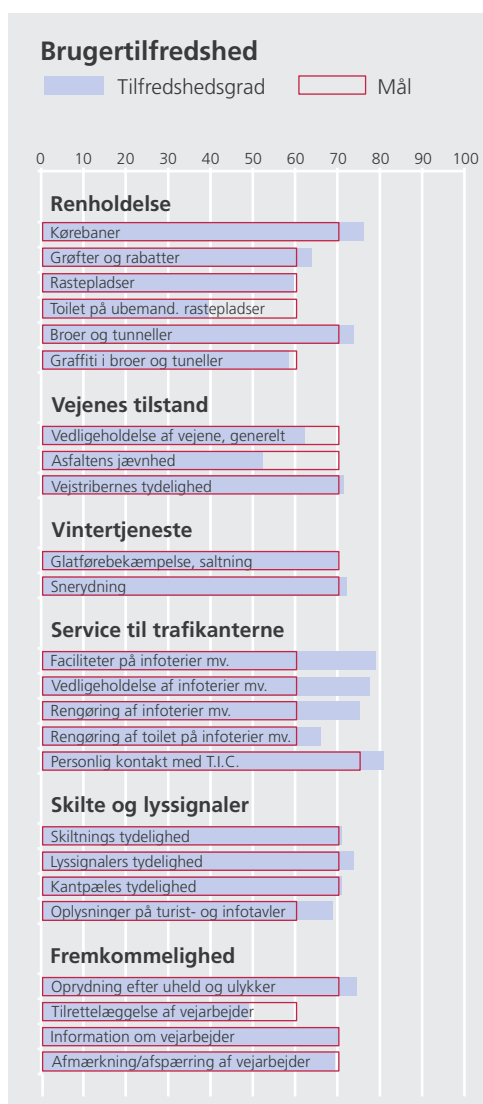 Brugertilfredshed
Tilfredshedsgrad Mål
0 10 20 30 40 50 60 70 80 90 100
Renholdelse
Kørebaner
Grøfter og rabatter
Rastepladser
Toilet på ubemand. rastepladser
Broer og tunneller
Graffiti i broer og tuneller
Vejenes tilstand
Vedligeholdelse af vejene, generelt
Asfaltens jævnhed
Vejstribernes tydelighed
Vintertjeneste
Glatførebekæmpelse, saltning
Snerydning
Service til trafikanterne
Faciliteter på infoterier mv.
Vedligeholdelse af infoterier mv.
Rengøring af infoterier mv.
Rengøring af toilet på infoterier mv.
Personlig kontakt med T.I.C.
Skilte og lyssignaler
Skiltnings tydelighed
Lyssignalers tydelighed
Kantpæles tydelighed
Oplysninger på turist- og infotavler
Fremkommelighed
Oprydning efter uheld og ulykker
Tilrettelæggelse af vejarbejder
Information om vejarbejder
Afmærkning/afspærring af vejarbejder